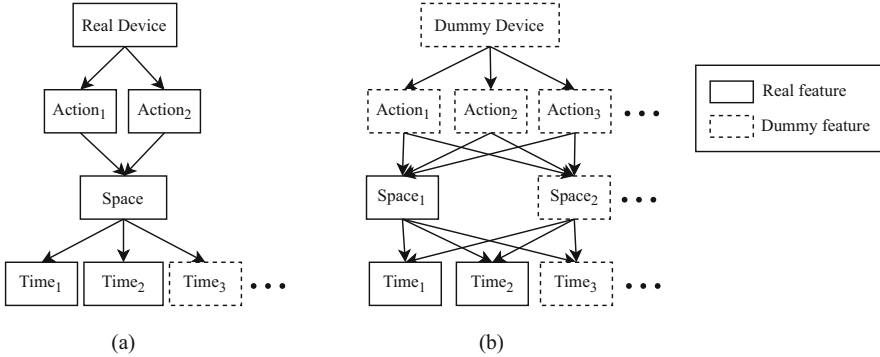 Real Device
Action₁ Action₂
Space
Time₁ Time₂ Time₃ •••
(a)
Dummy Device
Action₁ Action₂ Action₃ •••
Space₁ Space₂ •••
Time₁ Time₂ Time₃ •••
(b)
Real feature
Dummy feature